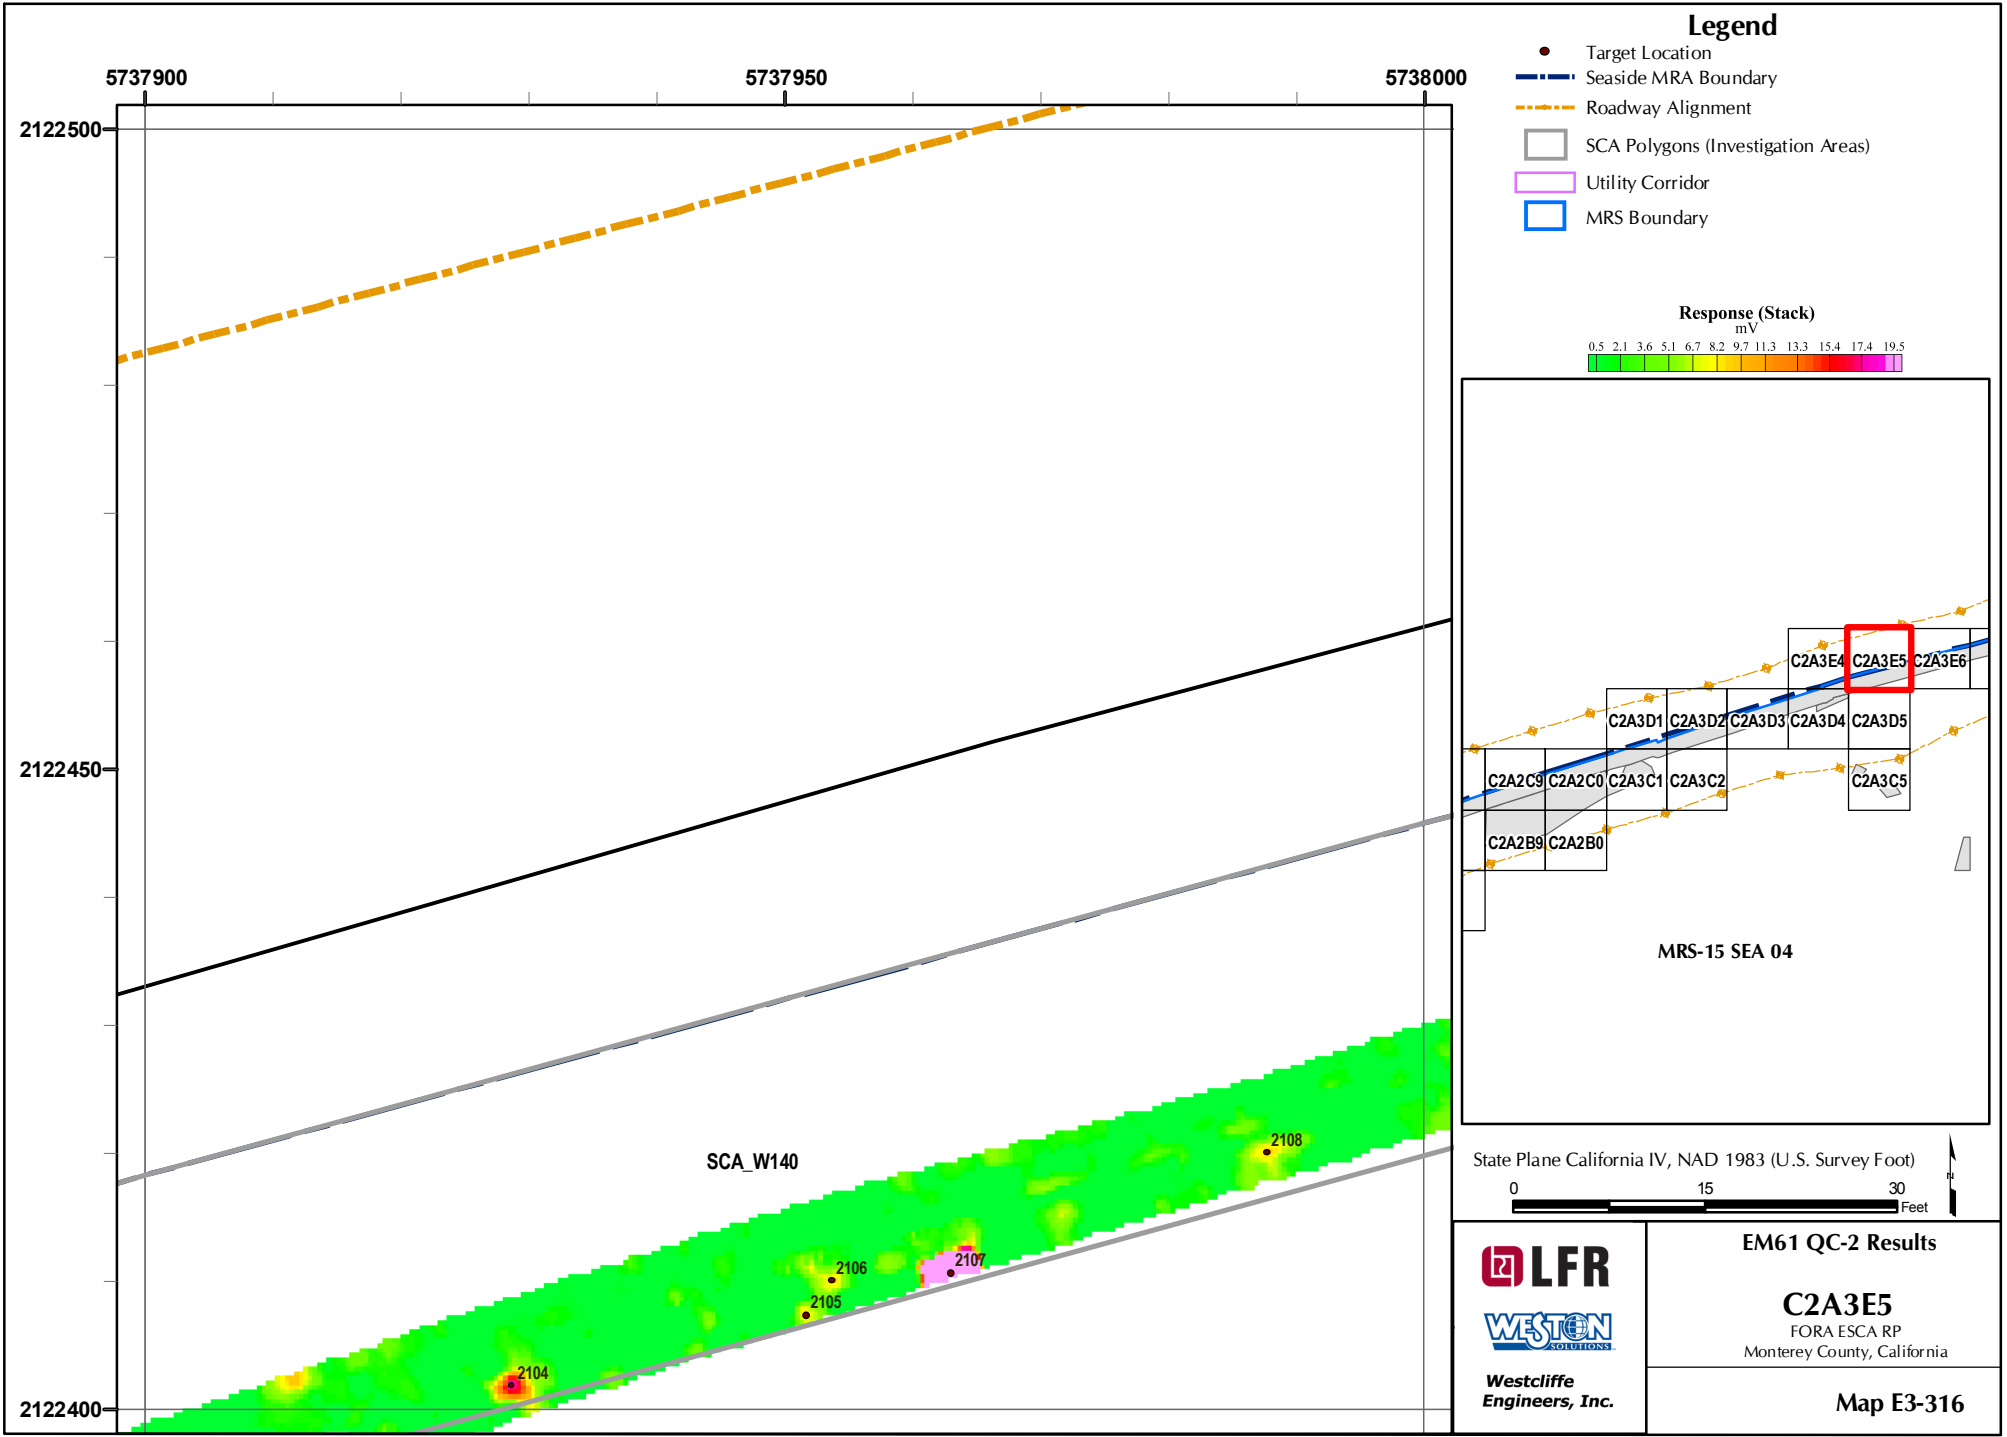 Legend
Target Location
Seaside MRA Boundary
Roadway Alignment
SCA Polygons (Investigation Areas)
Utility Corridor
MRS Boundary
5737900 5737950 5738000
2122500
2122450
2122400
SCA_W140
2108
2107
2106
2105
2104
Response (Stack)
mV
0.5 2.1 3.6 5.1 6.7 8.2 9.7 11.3 13.3 15.4 17.4 19.5
C2A3E4 C2A3E5 C2A3E6
C2A3D1 C2A3D2 C2A3D3 C2A3D4 C2A3D5
C2A2C9 C2A2C0 C2A3C1 C2A3C2 C2A3C5
C2A2B9 C2A2B0
MRS-15 SEA 04
State Plane California IV, NAD 1983 (U.S. Survey Foot)
0 15 30
Feet
N
LFR
WESTON
SOLUTIONS
Westcliffe
Engineers, Inc.
EM61 QC-2 Results
C2A3E5
FORA ESCA RP
Monterey County, California
Map E3-316